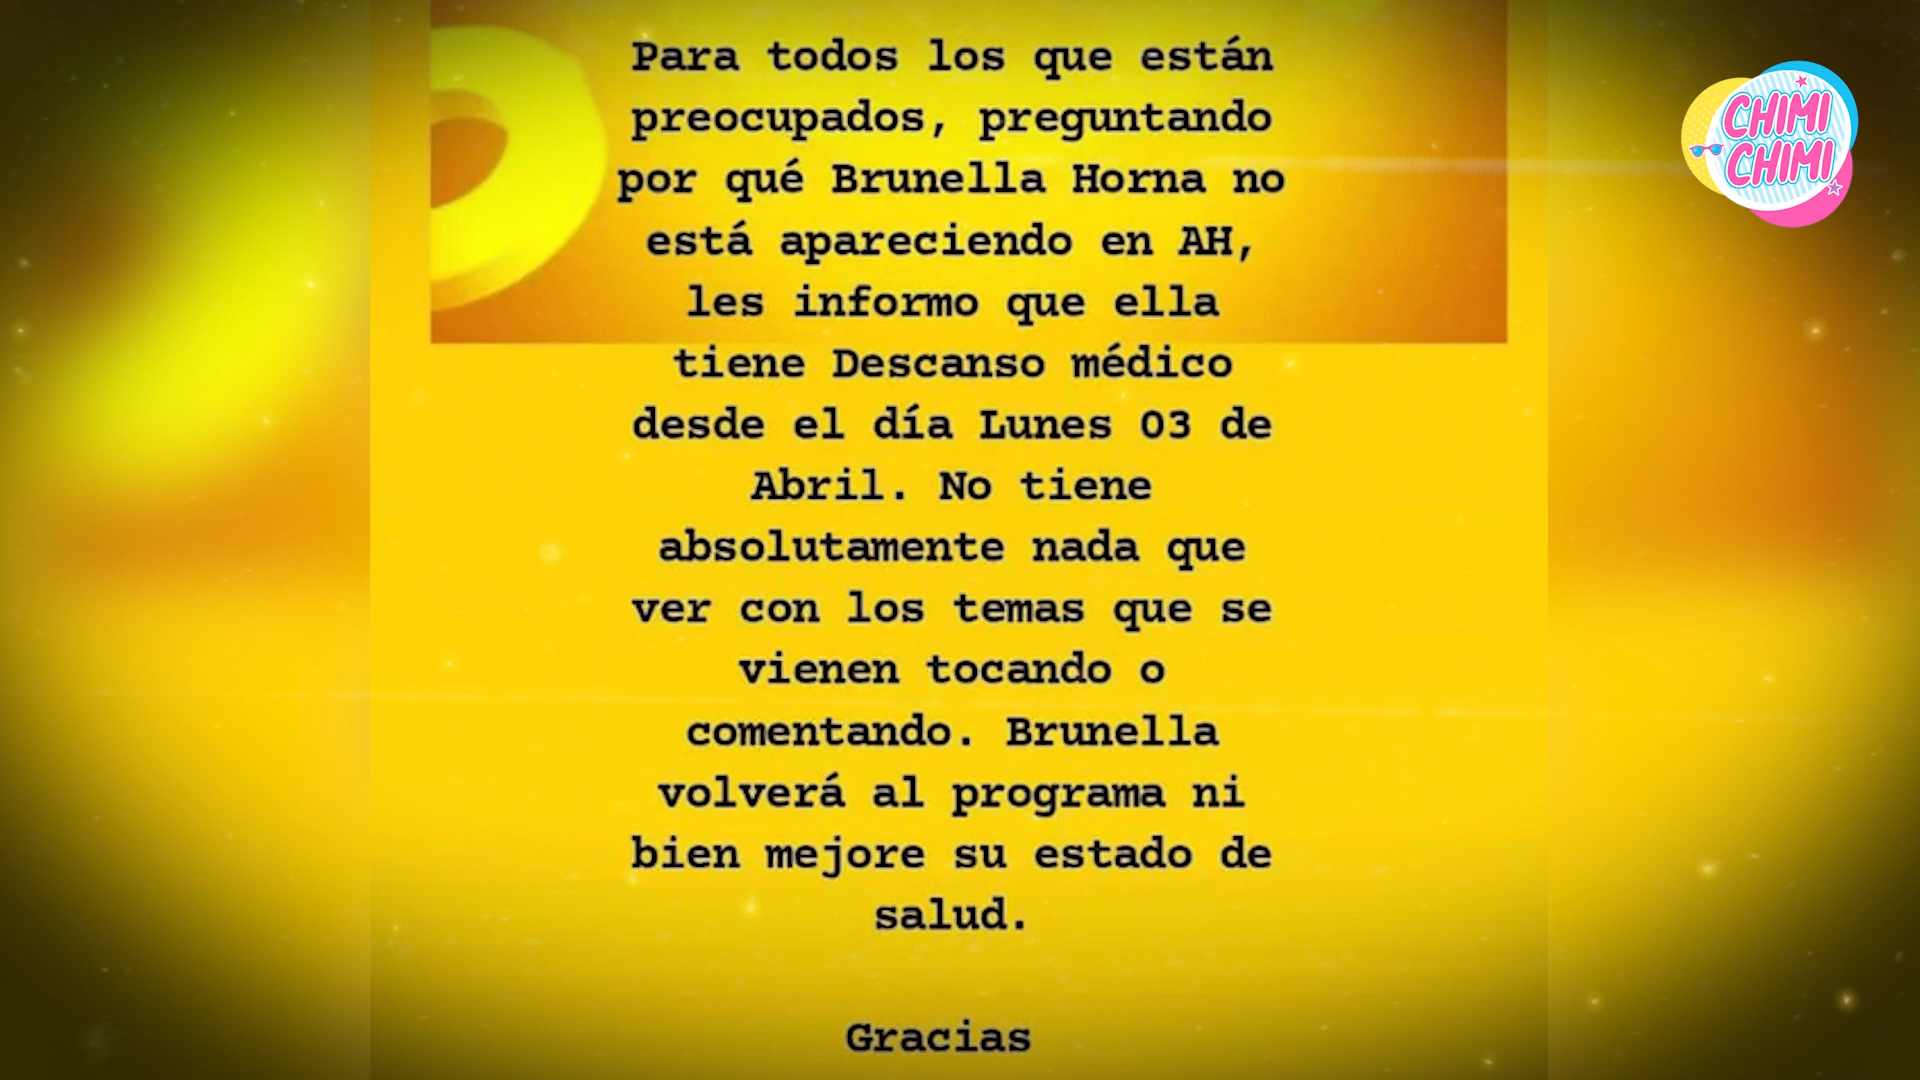 Para todos los que están
preocupados, preguntando
por qué Brunella Horna no
está apareciendo en AH,
les informo que ella
tiene Descanso médico
desde el día Lunes 03 de
Abril. No tiene
absolutamente nada que
ver con los temas que se
vienen tocando o
comentando. Brunella
volverá al programa ni
bien mejore su estado de
salud.
Gracias
CHIMI
CHIMI